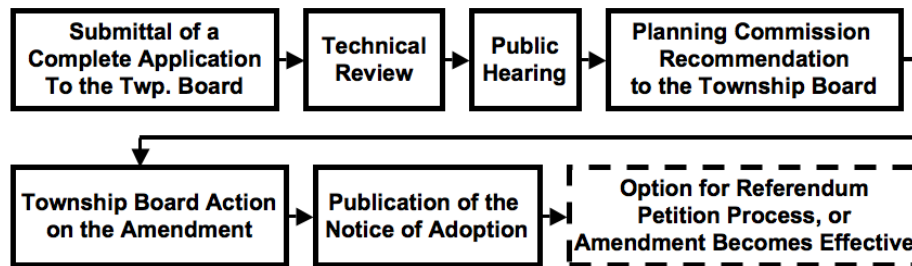 Submittal of a
Complete Application
To the Twp. Board
Technical
Review
Public
Hearing
Planning Commission
Recommendation
to the Township Board
Township Board Action
on the Amendment
Publication of the
Notice of Adoption
Option for Referendum
Petition Process, or
Amendment Becomes Effective